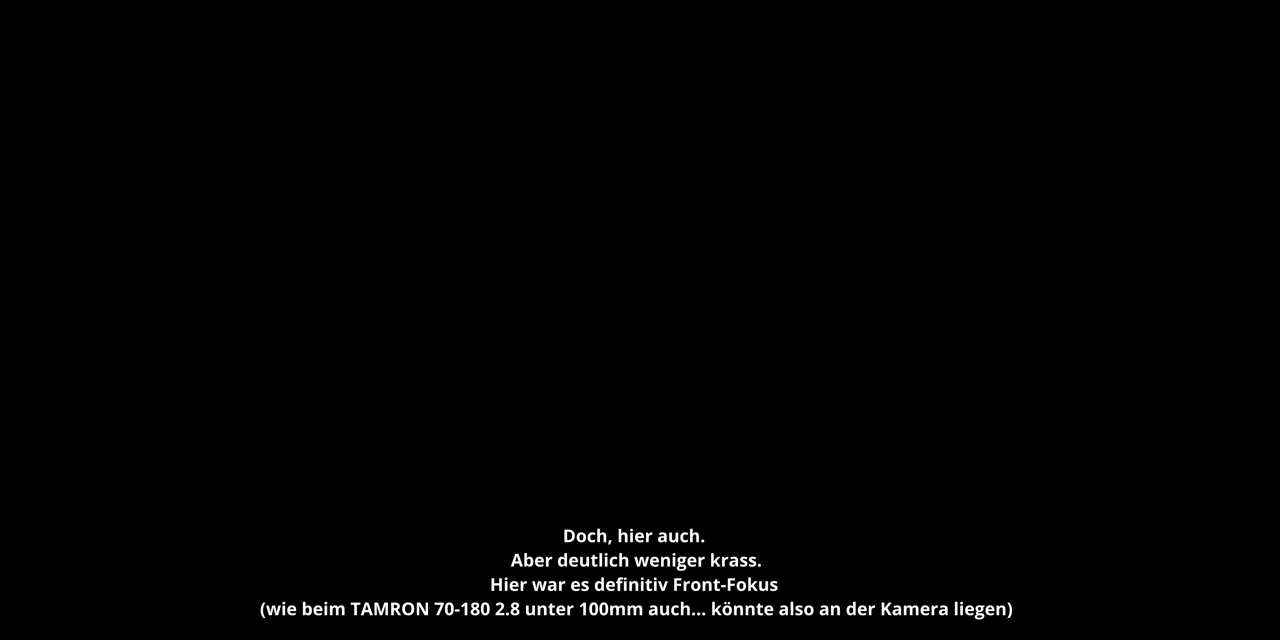 Doch, hier auch.
Aber deutlich weniger krass.
Hier war es definitiv Front-Fokus
(wie beim TAMRON 70-180 2.8 unter 100mm auch... könnte also an der Kamera liegen)